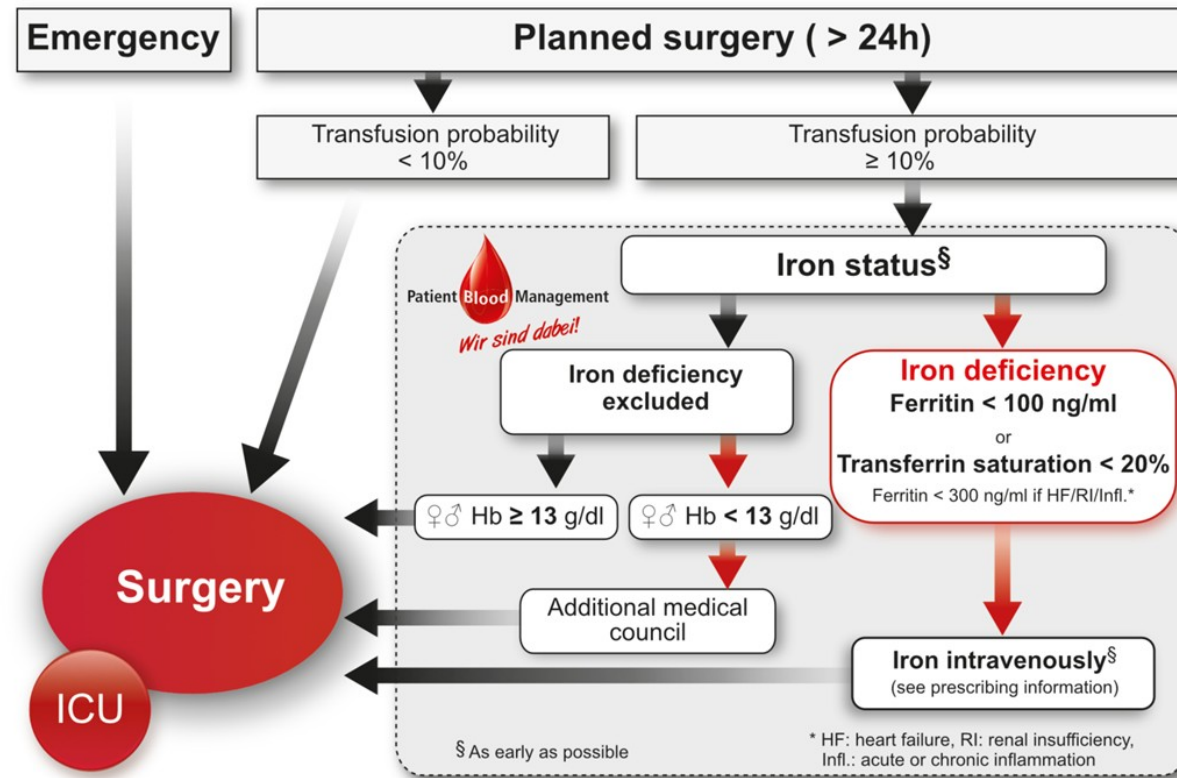 Emergency
Planned surgery ( > 24h)
Transfusion probability
< 10%
Transfusion probability
≥ 10%
Iron status§
Patient Blood Management
Wir sind dabei!
Iron deficiency
excluded
Iron deficiency
Ferritin < 100 ng/ml
or
Transferrin saturation < 20%
Ferritin < 300 ng/ml if HF/RI/Infl.*
♀♂ Hb ≥ 13 g/dl
♀♂ Hb < 13 g/dl
Surgery
Additional medical
council
Iron intravenously§
(see prescribing information)
ICU
§ As early as possible
* HF: heart failure, RI: renal insufficiency,
Infl.: acute or chronic inflammation